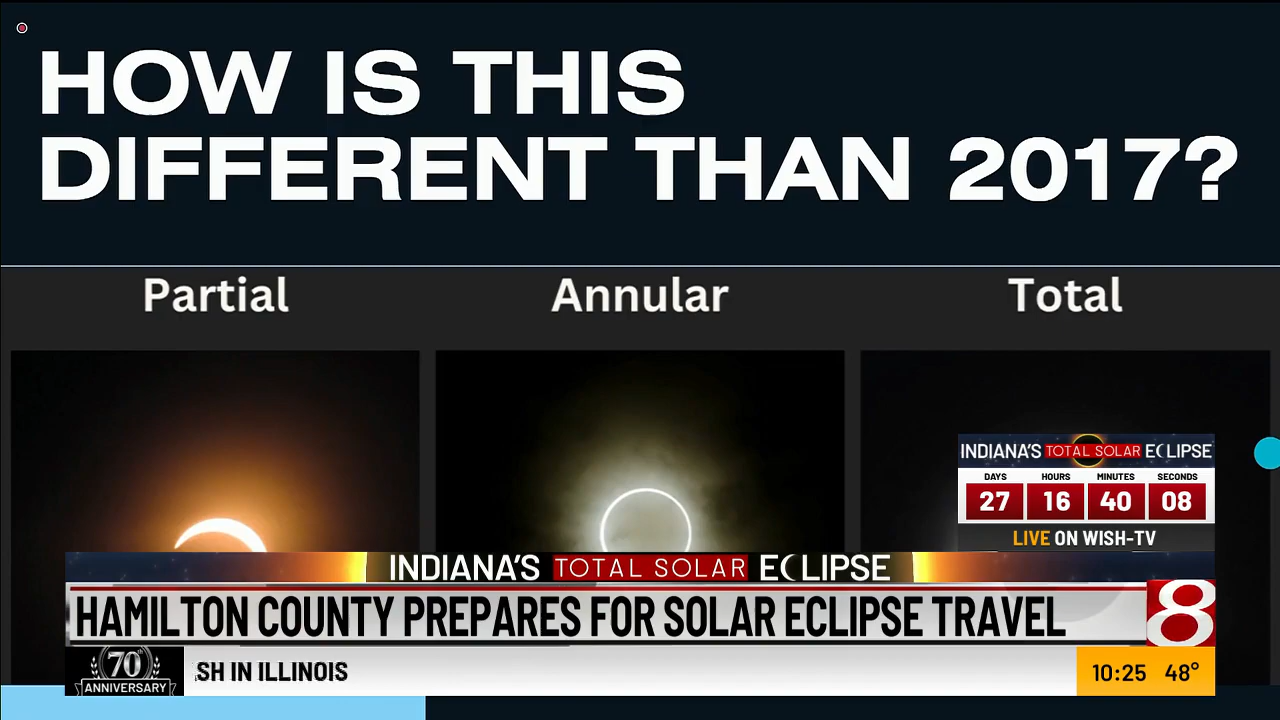 HOW IS THIS
DIFFERENT THAN 2017?
Partial
Annular
Total
INDIANA'S TOTAL SOLAR ECLIPSE
DAYS HOURS MINUTES SECONDS
27 16 40 08
LIVE ON WISH-TV
INDIANA'S TOTAL SOLAR ECLIPSE
HAMILTON COUNTY PREPARES FOR SOLAR ECLIPSE TRAVEL
8
70th
ANNIVERSARY
SH IN ILLINOIS
10:25 48°